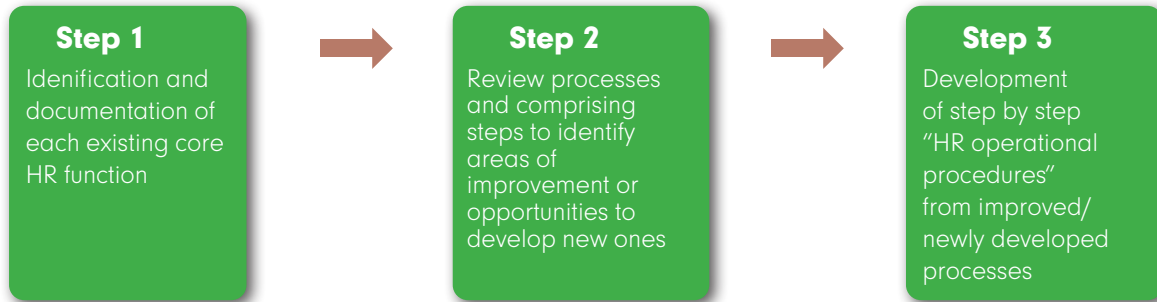 Step 1
Idenification and
documentation of
each existing core
HR function
Step 2
Review processes
and comprising
steps to identify
areas of
improvement or
opportunities to
develop new ones
Step 3
Development
of step by step
“HR operational
procedures”
from improved/
newly developed
processes